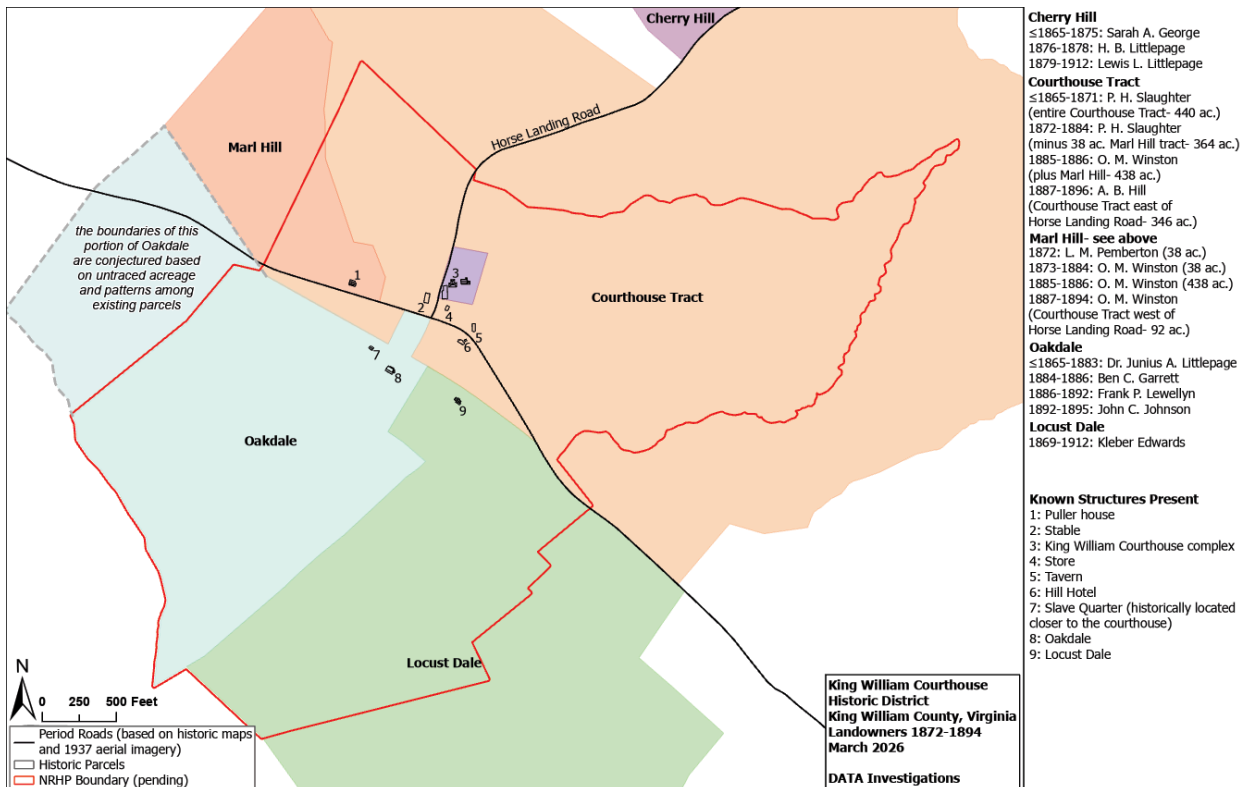 Cherry Hill
Horse Landing Road
Marl Hill
the boundaries of this
portion of Oakdale
are conjectured based
on untraced acreage
and patterns among
existing parcels
1
2
3
4
5
6
7
8
9
Courthouse Tract
Oakdale
Locust Dale
N
0 250 500 Feet
Period Roads (based on historic maps
and 1937 aerial imagery)
Historic Parcels
NRHP Boundary (pending)
King William Courthouse
Historic District
King William County, Virginia
Landowners 1872-1894
March 2026
DATA Investigations
Cherry Hill
≤1865-1875: Sarah A. George
1876-1878: H. B. Littlepage
1879-1912: Lewis L. Littlepage
Courthouse Tract
≤1865-1871: P. H. Slaughter
(entire Courthouse Tract- 440 ac.)
1872-1884: P. H. Slaughter
(minus 38 ac. Marl Hill tract- 364 ac.)
1885-1886: O. M. Winston
(plus Marl Hill- 438 ac.)
1887-1896: A. B. Hill
(Courthouse Tract east of
Horse Landing Road- 346 ac.)
Marl Hill- see above
1872: L. M. Pemberton (38 ac.)
1873-1884: O. M. Winston (38 ac.)
1885-1886: O. M. Winston (438 ac.)
1887-1894: O. M. Winston
(Courthouse Tract west of
Horse Landing Road- 92 ac.)
Oakdale
≤1865-1883: Dr. Junius A. Littlepage
1884-1886: Ben C. Garrett
1886-1892: Frank P. Lewellyn
1892-1895: John C. Johnson
Locust Dale
1869-1912: Kleber Edwards
Known Structures Present
1: Puller house
2: Stable
3: King William Courthouse complex
4: Store
5: Tavern
6: Hill Hotel
7: Slave Quarter (historically located
closer to the courthouse)
8: Oakdale
9: Locust Dale